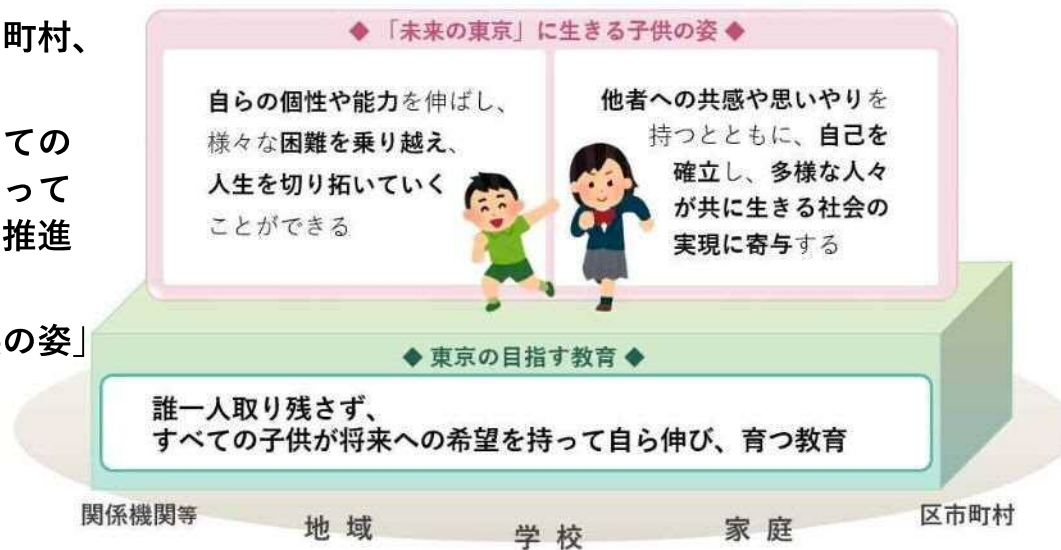 町村、
ての
って
推進
の姿」
◆ 「未来の東京」に生きる子供の姿 ◆
自らの個性や能力を伸ばし、
様々な困難を乗り越え、
人生を切り拓いていく
ことができる
他者への共感や思いやりを
持つとともに、自己を
確立し、多様な人々
が共に生きる社会の
実現に寄与する
◆ 東京の目指す教育 ◆
誰一人取り残さず、
すべての子供が将来への希望を持って自ら伸び、育つ教育
関係機関等
地 域
学 校
家 庭
区市町村